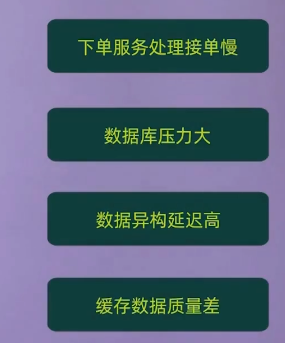 下单服务处理接单慢
数据库压力大
数据异构延迟高
缓存数据质量差